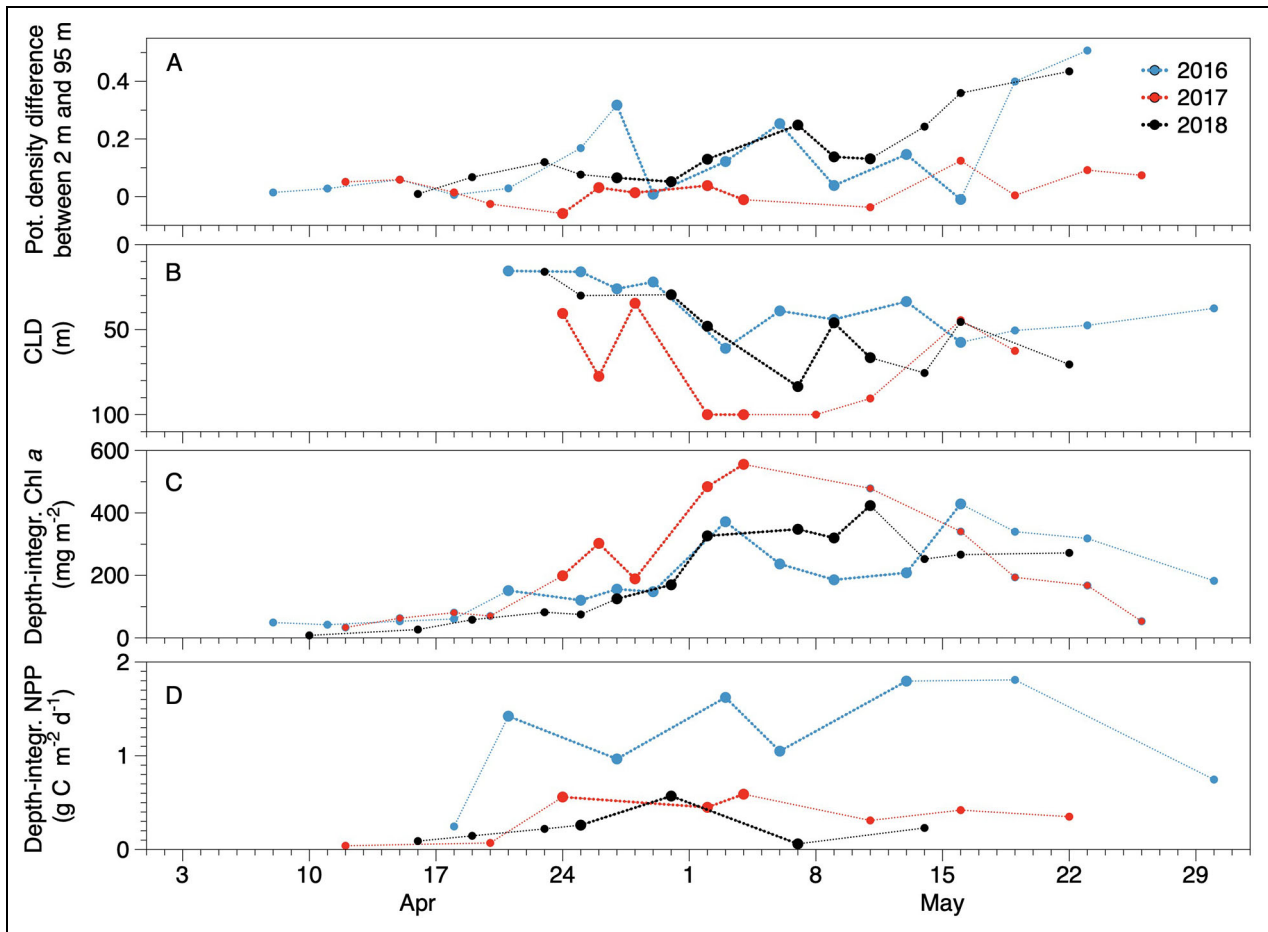 Pot. density difference
between 2 m and 95 m
A
0.4
0.2
0
2016
2017
2018
CLD
(m)
B
0
50
100
Depth-integr. Chl a
(mg m-2)
C
600
400
200
0
Depth-integr. NPP
(g C m-2 d-1)
D
2
1
0
3 10 17 24 1 8 15 22 29
Apr May